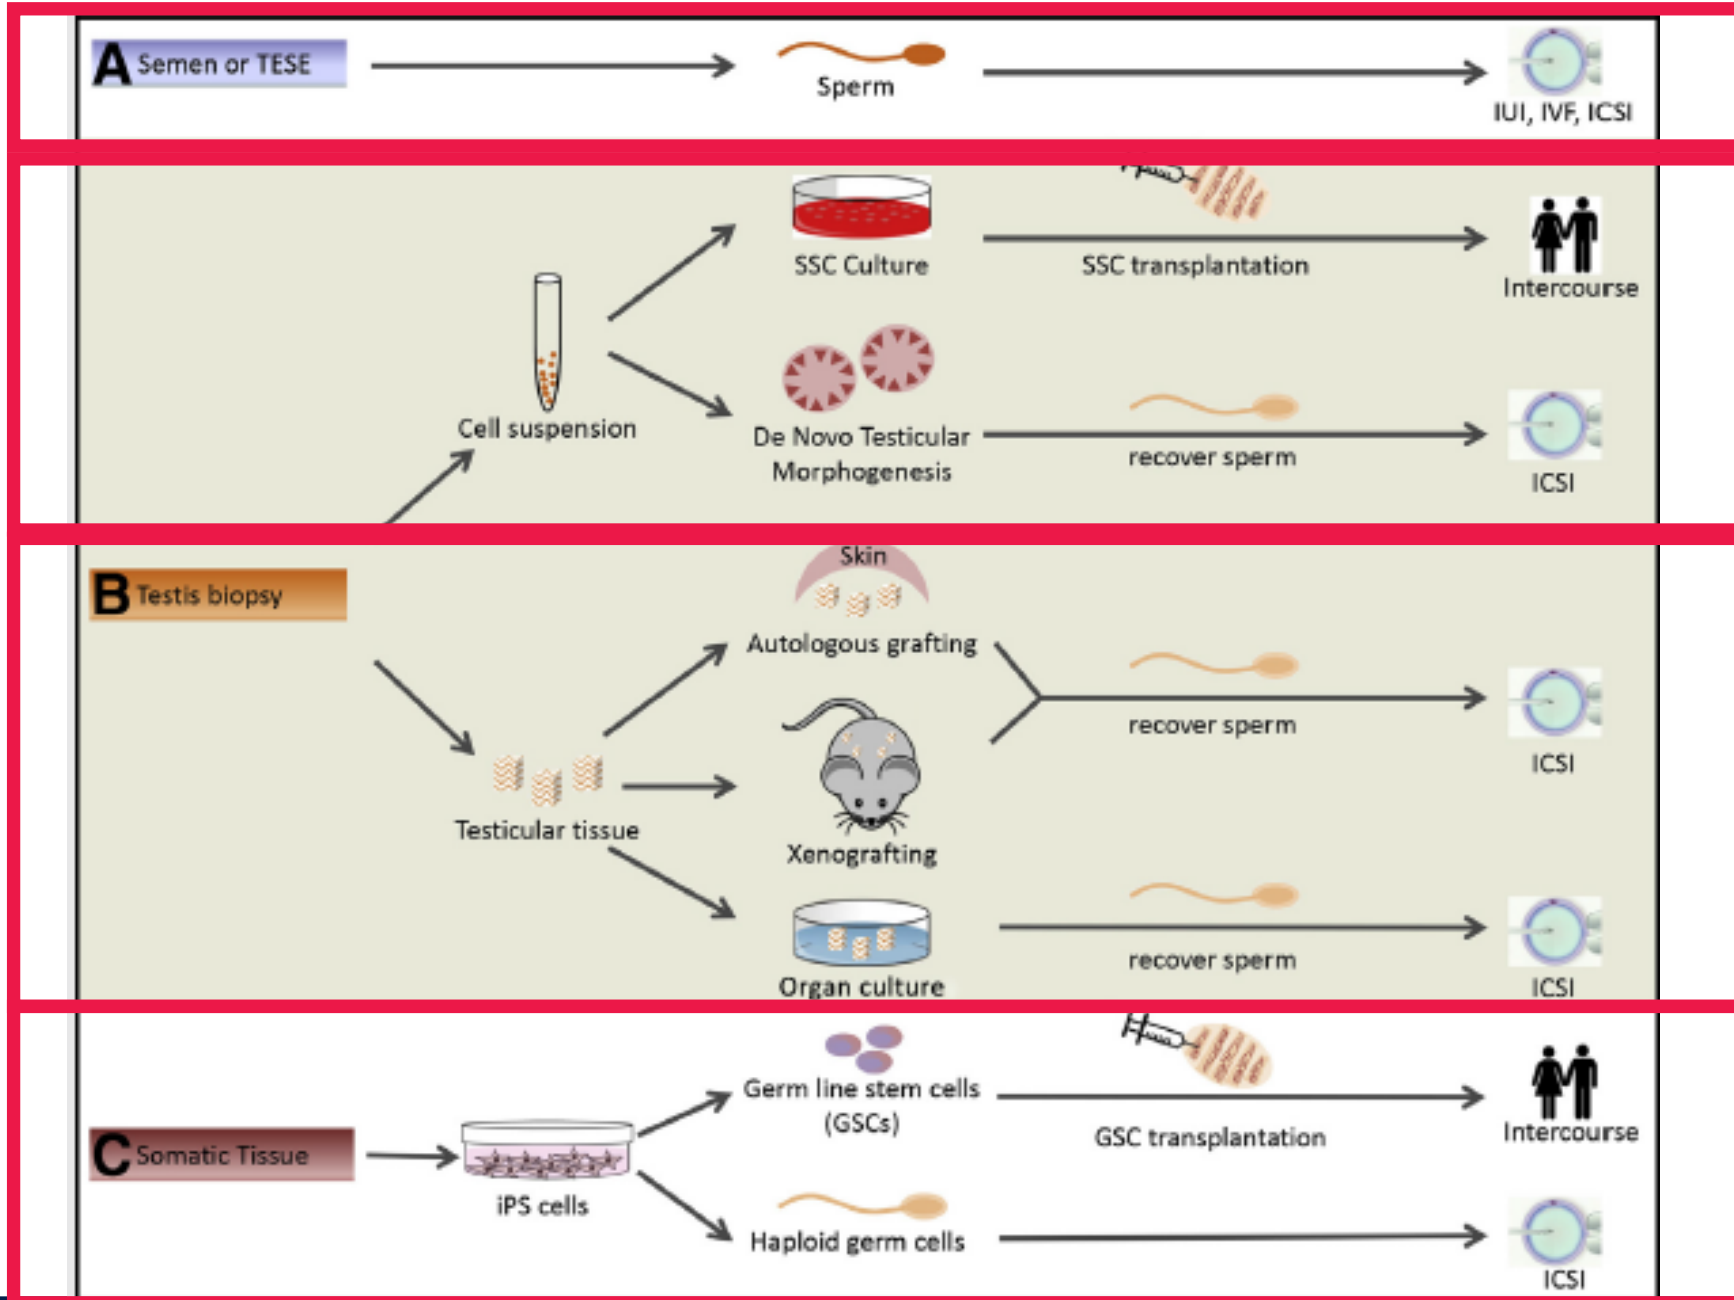 A Semen or TESE
Sperm
IUI, IVF, ICSI
SSC Culture
SSC transplantation
Intercourse
Cell suspension
De Novo Testicular
Morphogenesis
recover sperm
ICSI
Skin
B Testis biopsy
Autologous grafting
recover sperm
ICSI
Testicular tissue
Xenografting
recover sperm
Organ culture
ICSI
Germ line stem cells
(GSCs)
GSC transplantation
Intercourse
C Somatic Tissue
iPS cells
Haploid germ cells
ICSI